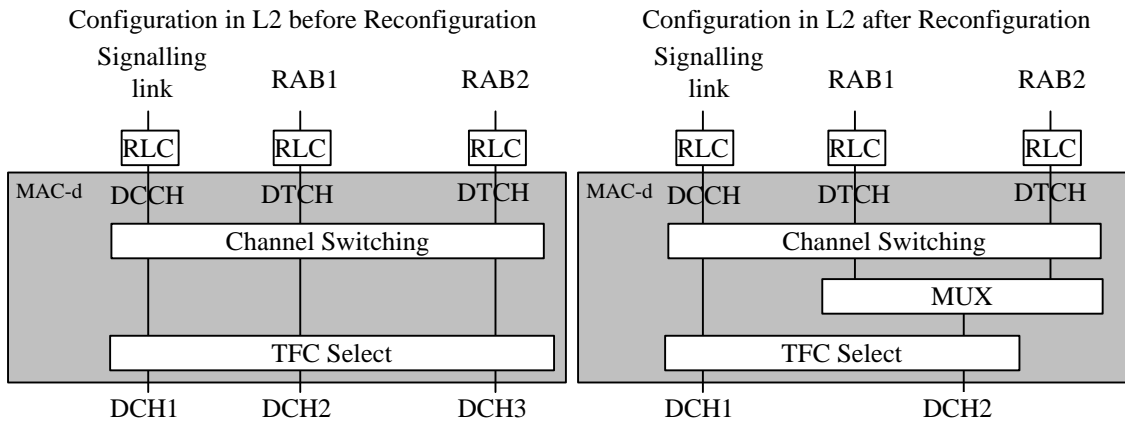 Configuration in L2 before Reconfiguration
Signalling
link
RAB1
RAB2
RLC
RLC
RLC
MAC-d
DCCH
DTCH
DTCH
Channel Switching
TFC Select
DCH1
DCH2
DCH3
Configuration in L2 after Reconfiguration
Signalling
link
RAB1
RAB2
RLC
RLC
RLC
MAC-d
DCCH
DTCH
DTCH
Channel Switching
MUX
TFC Select
DCH1
DCH2